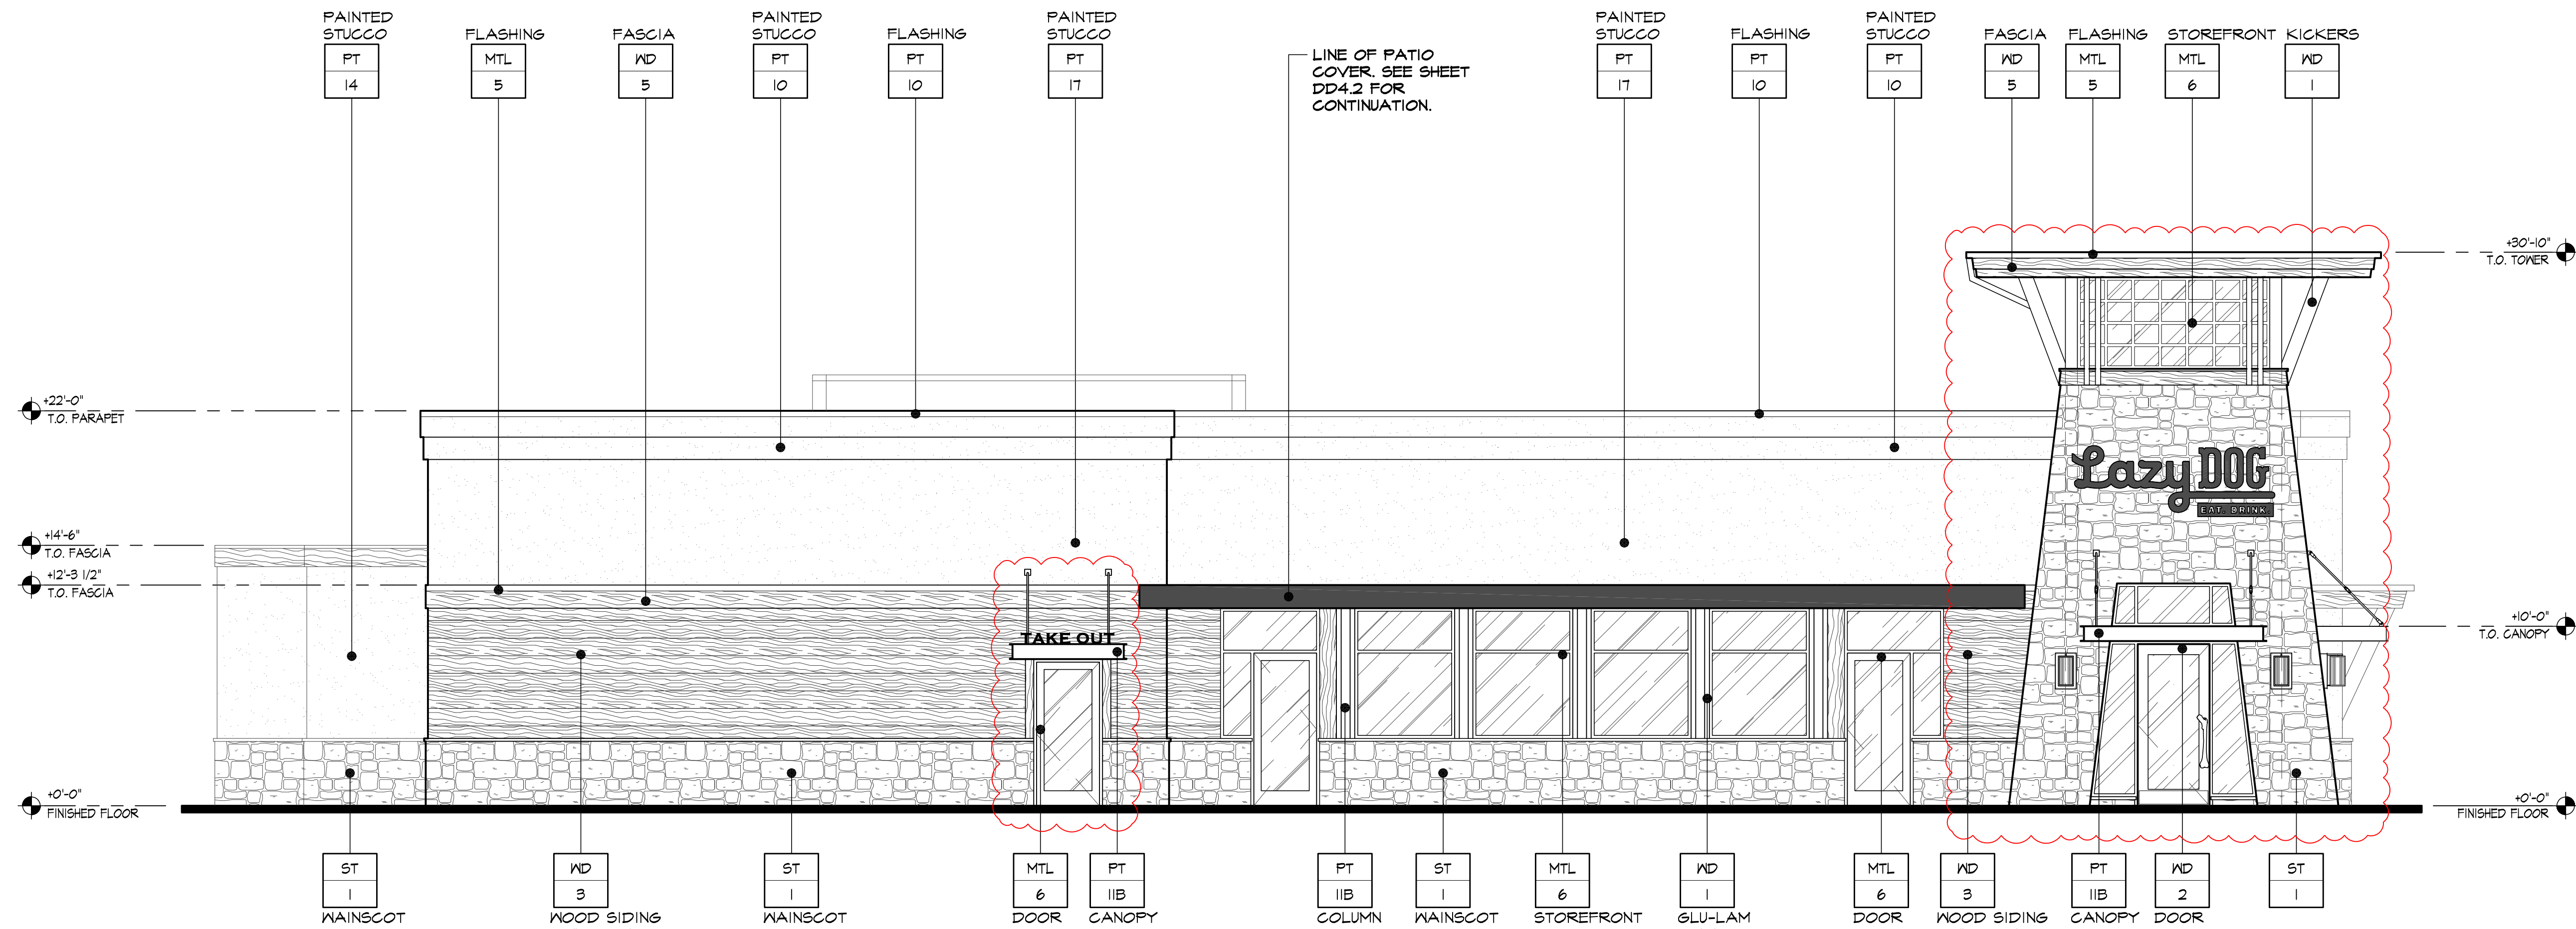 PAINTED
STUCCO
PT
14
FLASHING
MTL
5
FASCIA
WD
5
PAINTED
STUCCO
PT
10
FLASHING
PT
10
PAINTED
STUCCO
PT
17
LINE OF PATIO
COVER. SEE SHEET
DD4.2 FOR
CONTINUATION.
PAINTED
STUCCO
PT
17
FLASHING
PT
10
PAINTED
STUCCO
PT
10
FASCIA
WD
5
FLASHING
MTL
5
STOREFRONT
MTL
6
KICKERS
WD
1
+30'-10"
T.O. TOWER
+22'-0"
T.O. PARAPET
+14'-6"
T.O. FASCIA
+12'-3 1/2"
T.O. FASCIA
+0'-0"
FINISHED FLOOR
TAKE OUT
Lazy DOG
EAT. DRINK.
+10'-0"
T.O. CANOPY
+0'-0"
FINISHED FLOOR
ST
1
WAINSCOT
WD
3
WOOD SIDING
ST
1
WAINSCOT
MTL
6
DOOR
PT
11B
CANOPY
PT
11B
COLUMN
ST
1
WAINSCOT
MTL
6
STOREFRONT
WD
1
GLU-LAM
MTL
6
DOOR
WD
3
WOOD SIDING
PT
11B
CANOPY
WD
2
DOOR
ST
1